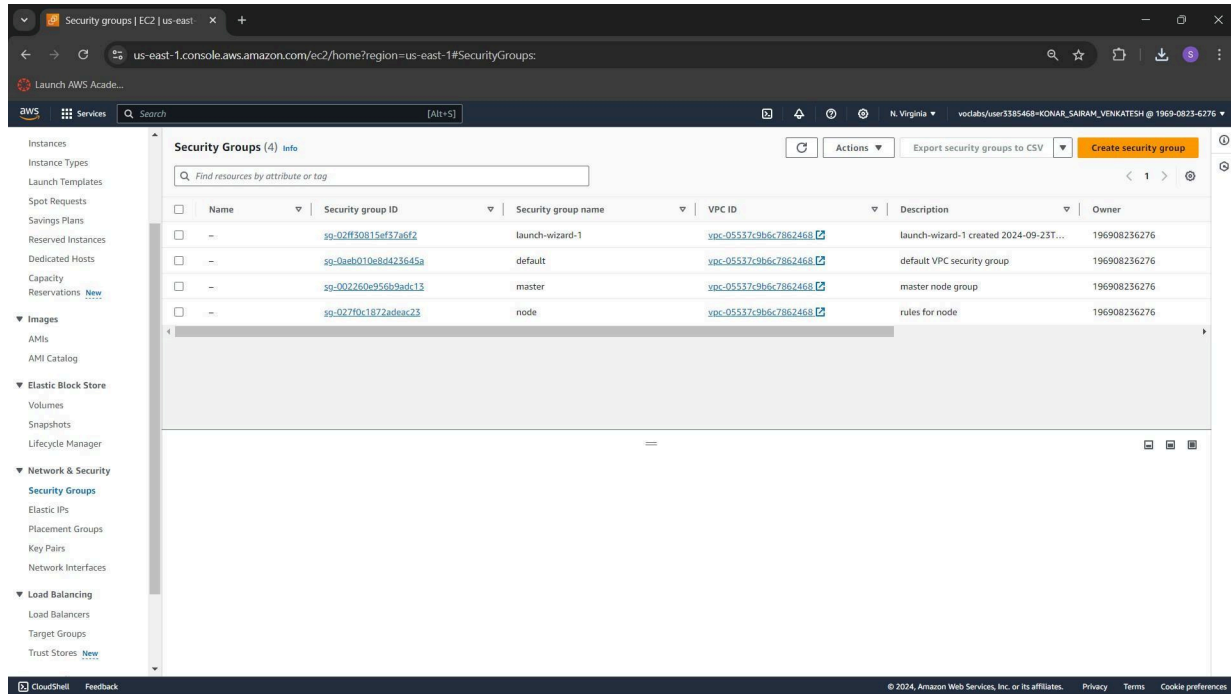 Security groups | EC2 | us-east-
us-east-1.console.aws.amazon.com/ec2/home?region=us-east-1#SecurityGroups:
S
Launch AWS Acade...
aws Services Search [Alt+S] N. Virginia voclabs/user3385468=KONAR_SAIRAM_VENKATESH @ 1969-0823-6276
Instances
Instance Types
Launch Templates
Spot Requests
Savings Plans
Reserved Instances
Dedicated Hosts
Capacity
Reservations New
Images
AMIs
AMI Catalog
Elastic Block Store
Volumes
Snapshots
Lifecycle Manager
Network & Security
Security Groups
Elastic IPs
Placement Groups
Key Pairs
Network Interfaces
Load Balancing
Load Balancers
Target Groups
Trust Stores New
Security Groups (4) Info Actions Export security groups to CSV Create security group
Find resources by attribute or tag 1
Name Security group ID Security group name VPC ID Description Owner
– sg-02ff30815ef37a6f2 launch-wizard-1 vpc-05537c9b6c7862468 launch-wizard-1 created 2024-09-23T... 196908236276
– sg-0aeb010e8d423645a default vpc-05537c9b6c7862468 default VPC security group 196908236276
– sg-002260e956b9adc13 master vpc-05537c9b6c7862468 master node group 196908236276
– sg-027f0c1872adeac23 node vpc-05537c9b6c7862468 rules for node 196908236276
CloudShell Feedback © 2024, Amazon Web Services, Inc. or its affiliates. Privacy Terms Cookie preferences